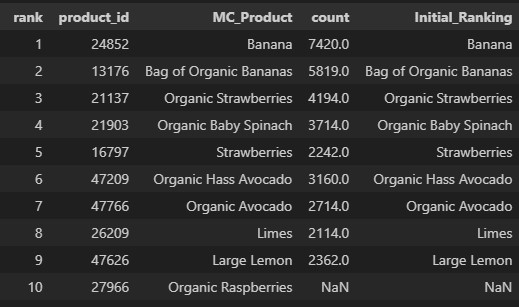 rank product_id MC_Product count Initial_Ranking
1 24852 Banana 7420.0 Banana
2 13176 Bag of Organic Bananas 5819.0 Bag of Organic Bananas
3 21137 Organic Strawberries 4194.0 Organic Strawberries
4 21903 Organic Baby Spinach 3714.0 Organic Baby Spinach
5 16797 Strawberries 2242.0 Strawberries
6 47209 Organic Hass Avocado 3160.0 Organic Hass Avocado
7 47766 Organic Avocado 2714.0 Organic Avocado
8 26209 Limes 2114.0 Limes
9 47626 Large Lemon 2362.0 Large Lemon
10 27966 Organic Raspberries NaN NaN